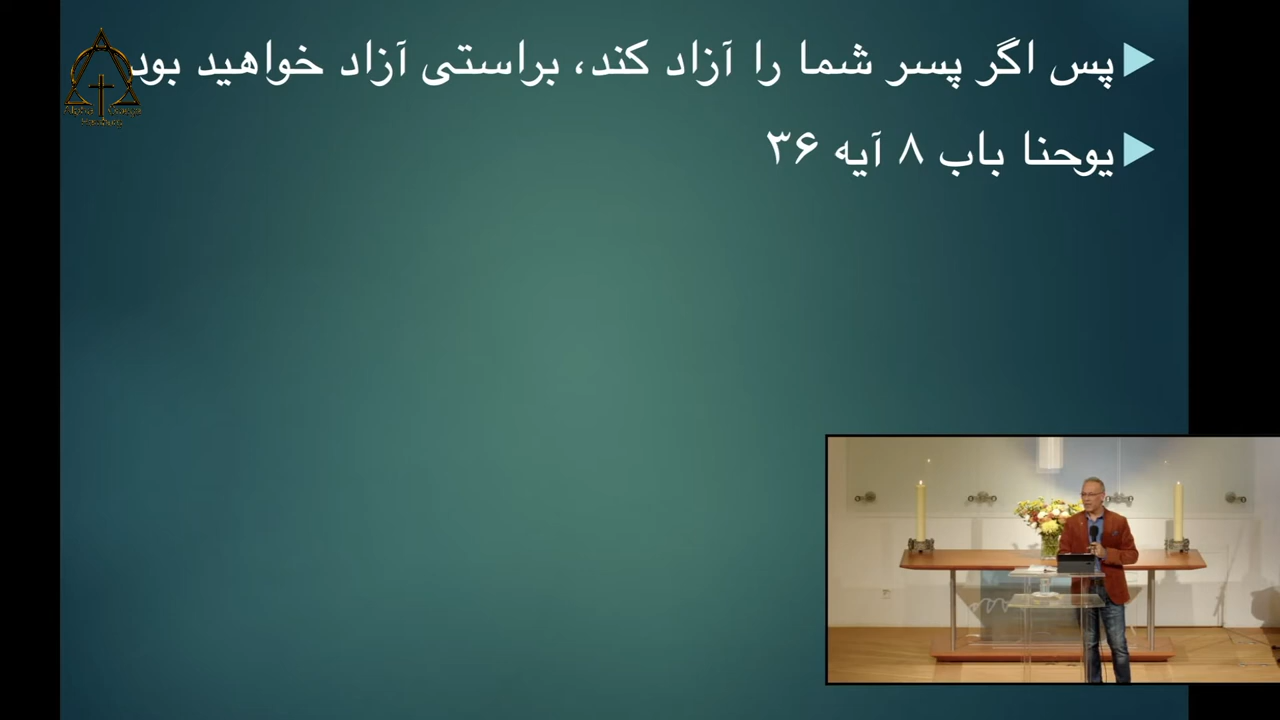 پس اگر پسر شما را آزاد کند، براستی آزاد خواهید بود
یوحنا باب ۸ آیه ۳۶